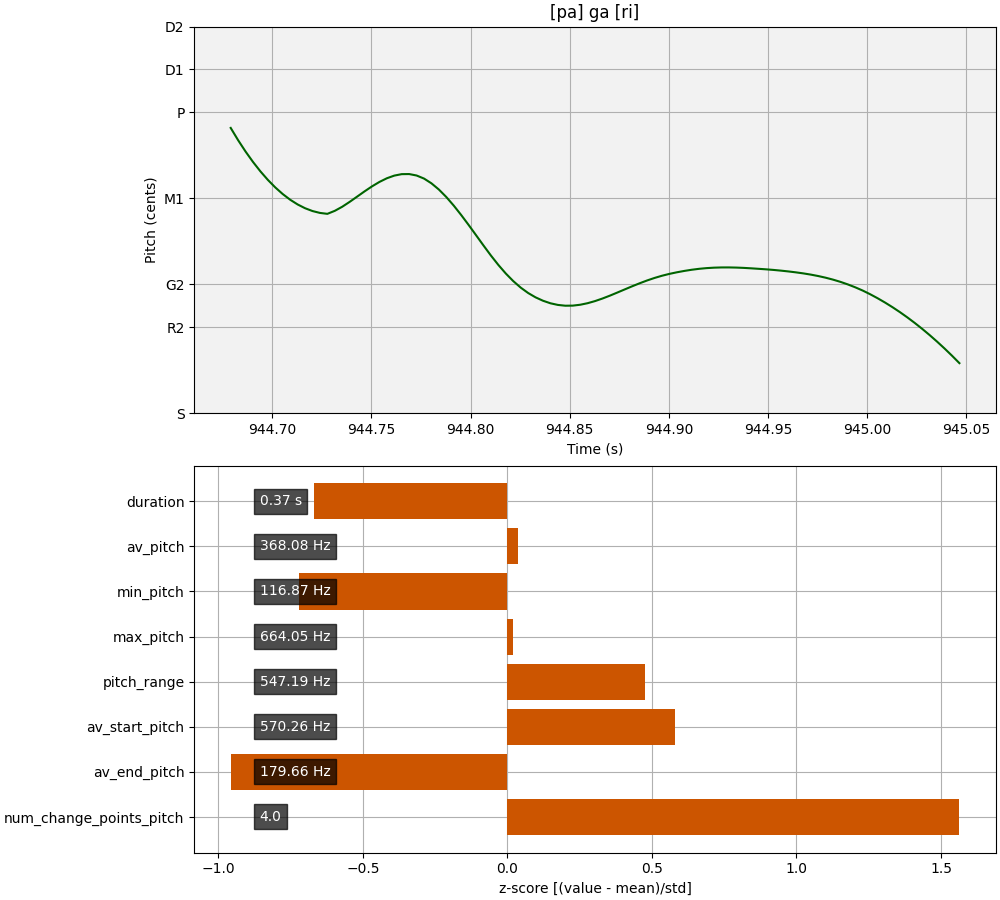 [pa] ga [ri]
D2
D1
P
M1
G2
R2
S
Pitch (cents)
944.70 944.75 944.80 944.85 944.90 944.95 945.00 945.05
Time (s)
duration 0.37 s
av_pitch 368.08 Hz
min_pitch 116.87 Hz
max_pitch 664.05 Hz
pitch_range 547.19 Hz
av_start_pitch 570.26 Hz
av_end_pitch 179.66 Hz
num_change_points_pitch 4.0
−1.0 −0.5 0.0 0.5 1.0 1.5
z-score [(value - mean)/std]